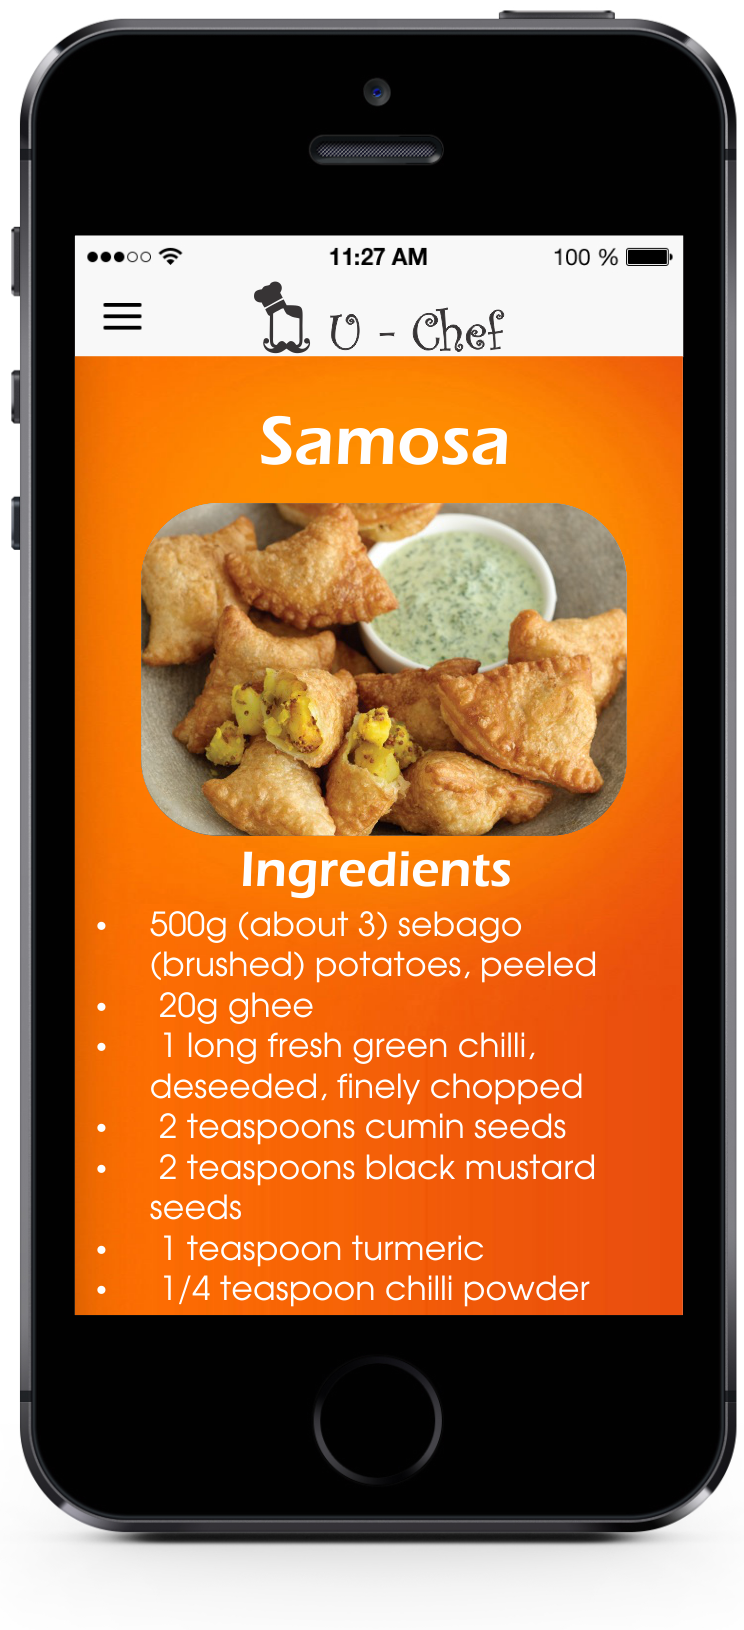 11:27 AM
100 %
U - Chef
Samosa
Ingredients
• 500g (about 3) sebago
(brushed) potatoes, peeled
• 20g ghee
• 1 long fresh green chilli,
deseeded, finely chopped
• 2 teaspoons cumin seeds
• 2 teaspoons black mustard
seeds
• 1 teaspoon turmeric
• 1/4 teaspoon chilli powder